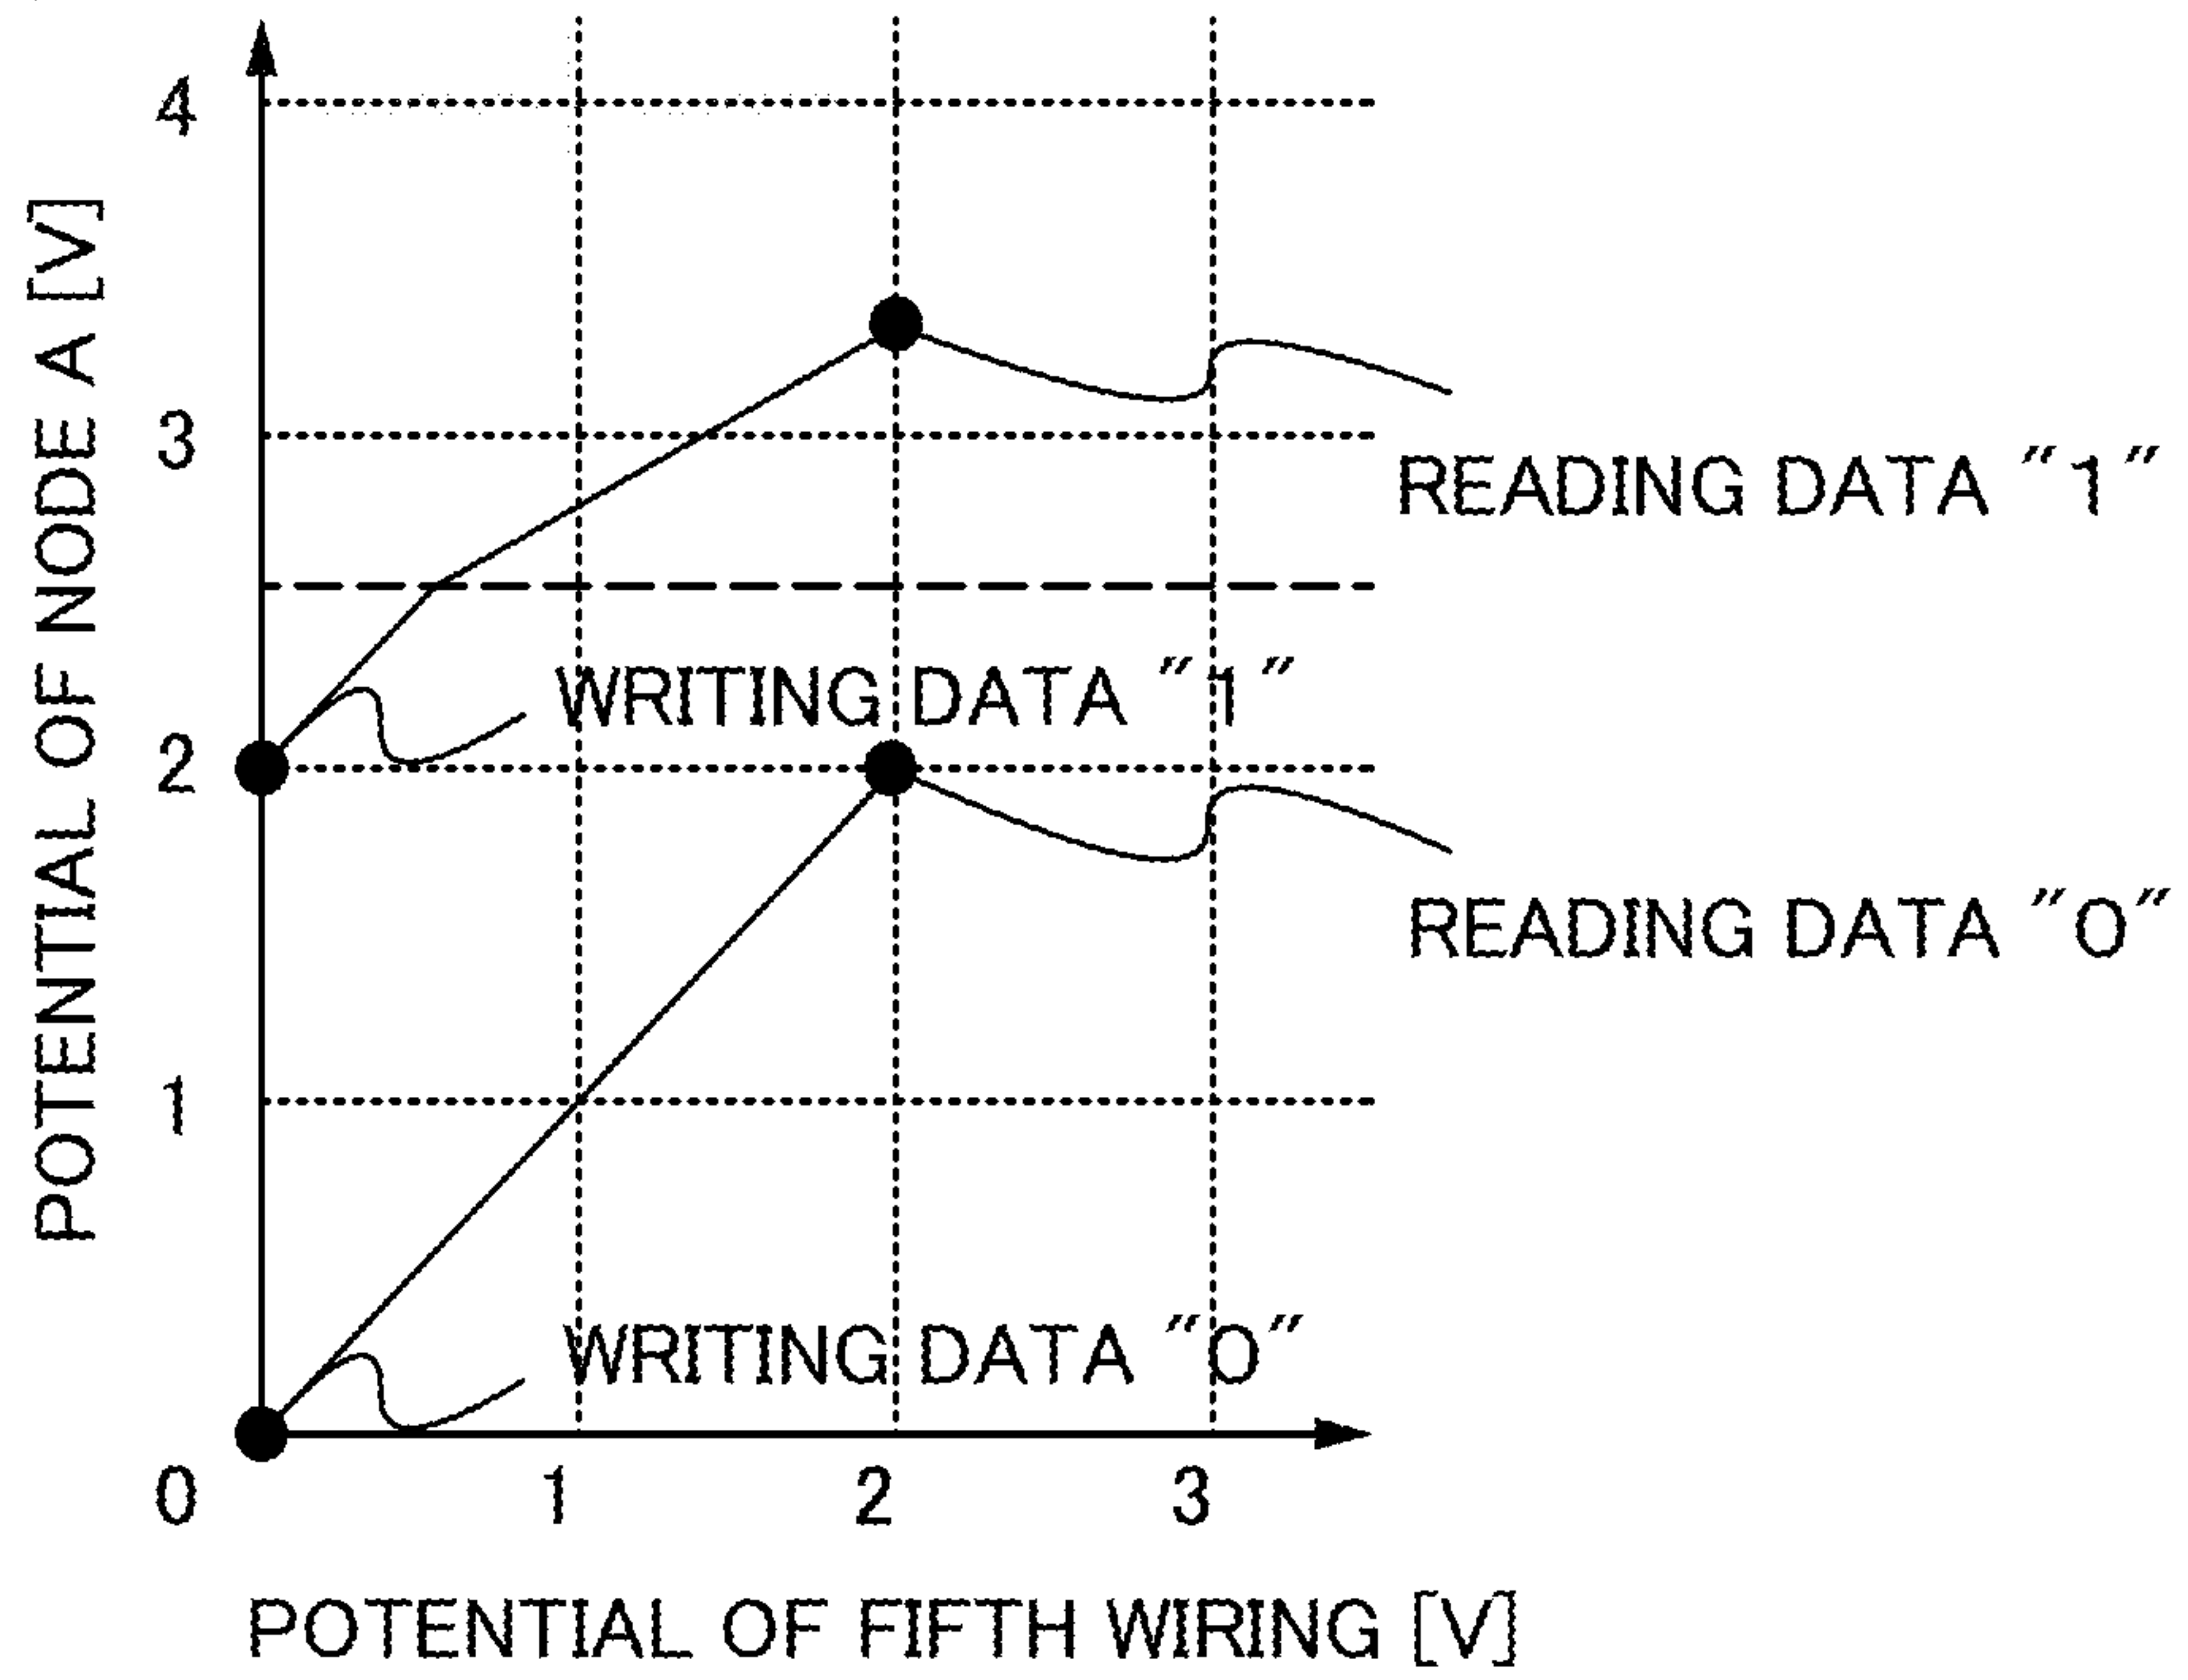 POTENTIAL OF NODE A [V]
4
3
2
1
0
READING DATA "1"
WRITING DATA "1"
READING DATA "0"
WRITING DATA "0"
1 2 3
POTENTIAL OF FIFTH WIRING [V]